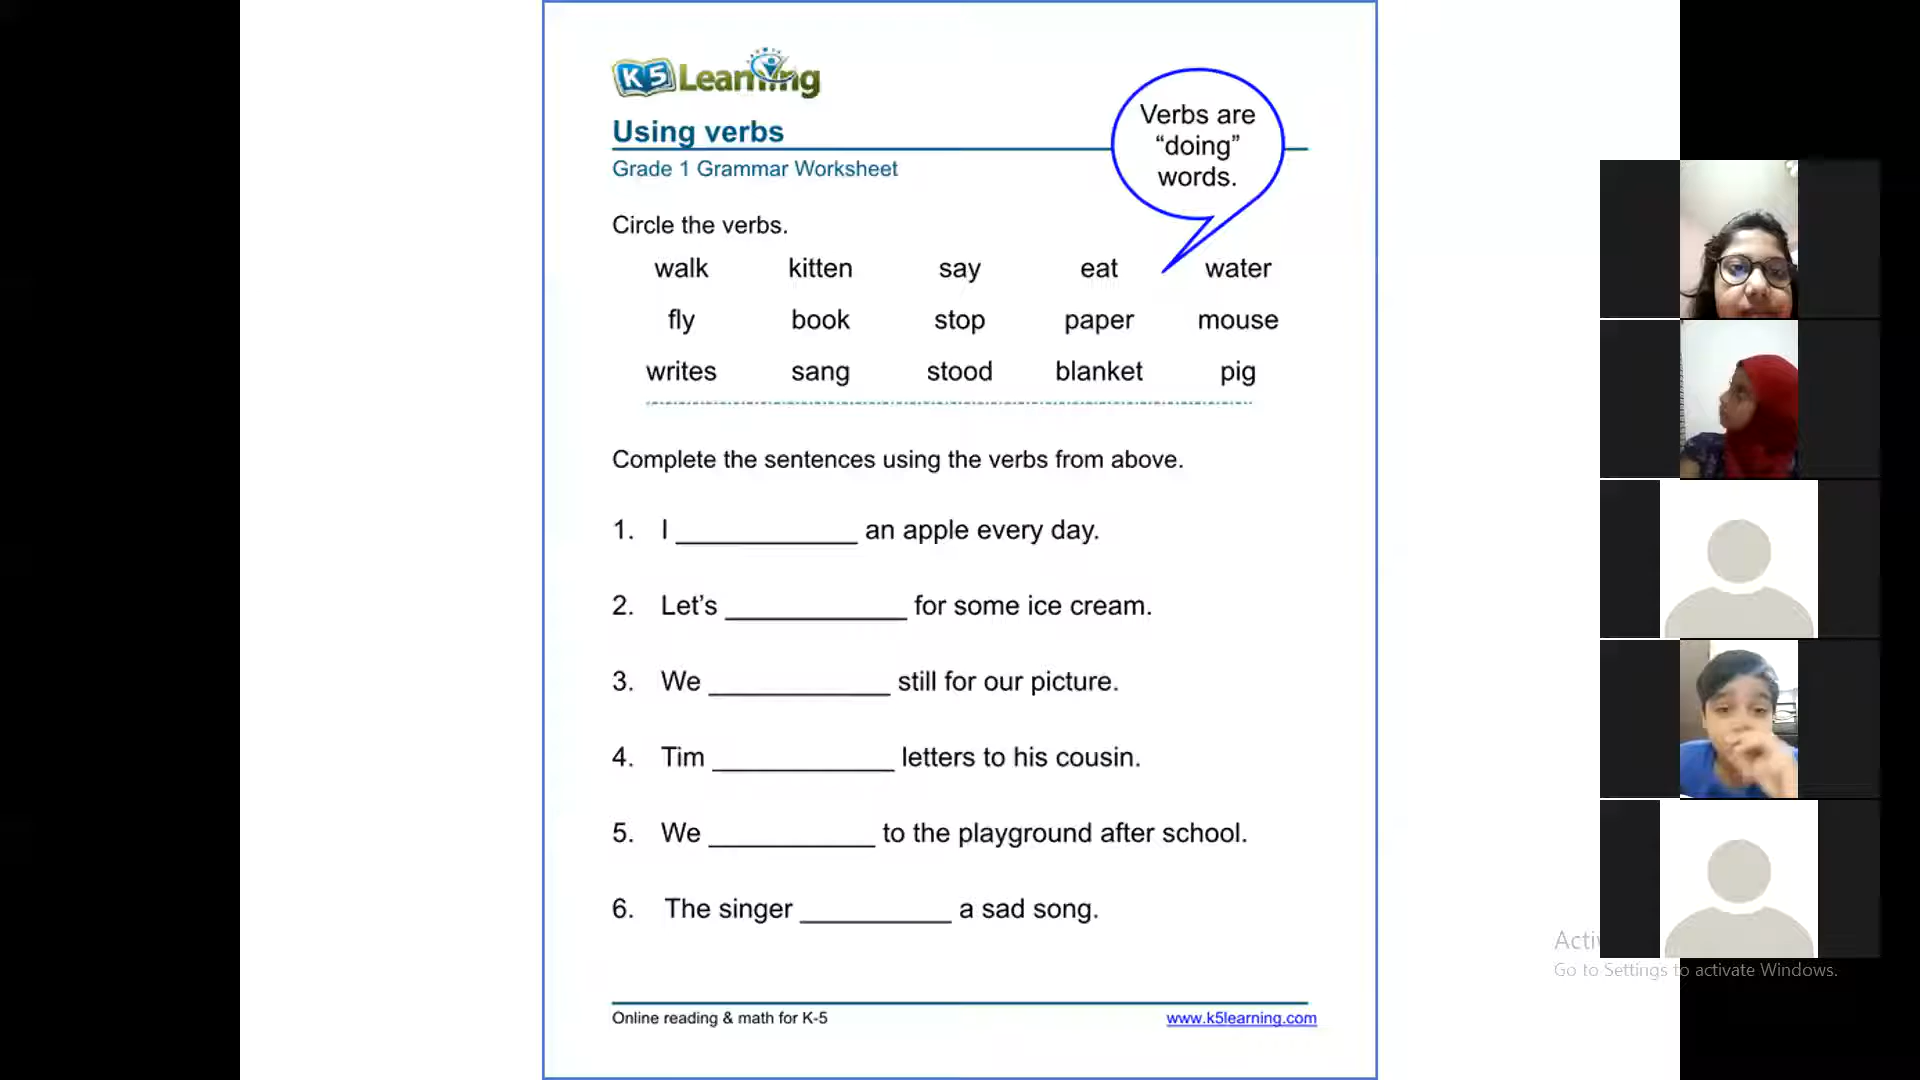 K5 Learning
Verbs are
“doing”
words.
Using verbs
Grade 1 Grammar Worksheet
Circle the verbs.
walk kitten say eat water
fly book stop paper mouse
writes sang stood blanket pig
Complete the sentences using the verbs from above.
1. I ____________ an apple every day.
2. Let’s ____________ for some ice cream.
3. We ____________ still for our picture.
4. Tim ____________ letters to his cousin.
5. We ___________ to the playground after school.
6. The singer __________ a sad song.
Online reading & math for K-5 www.k5learning.com
Go to Settings to activate Windows.